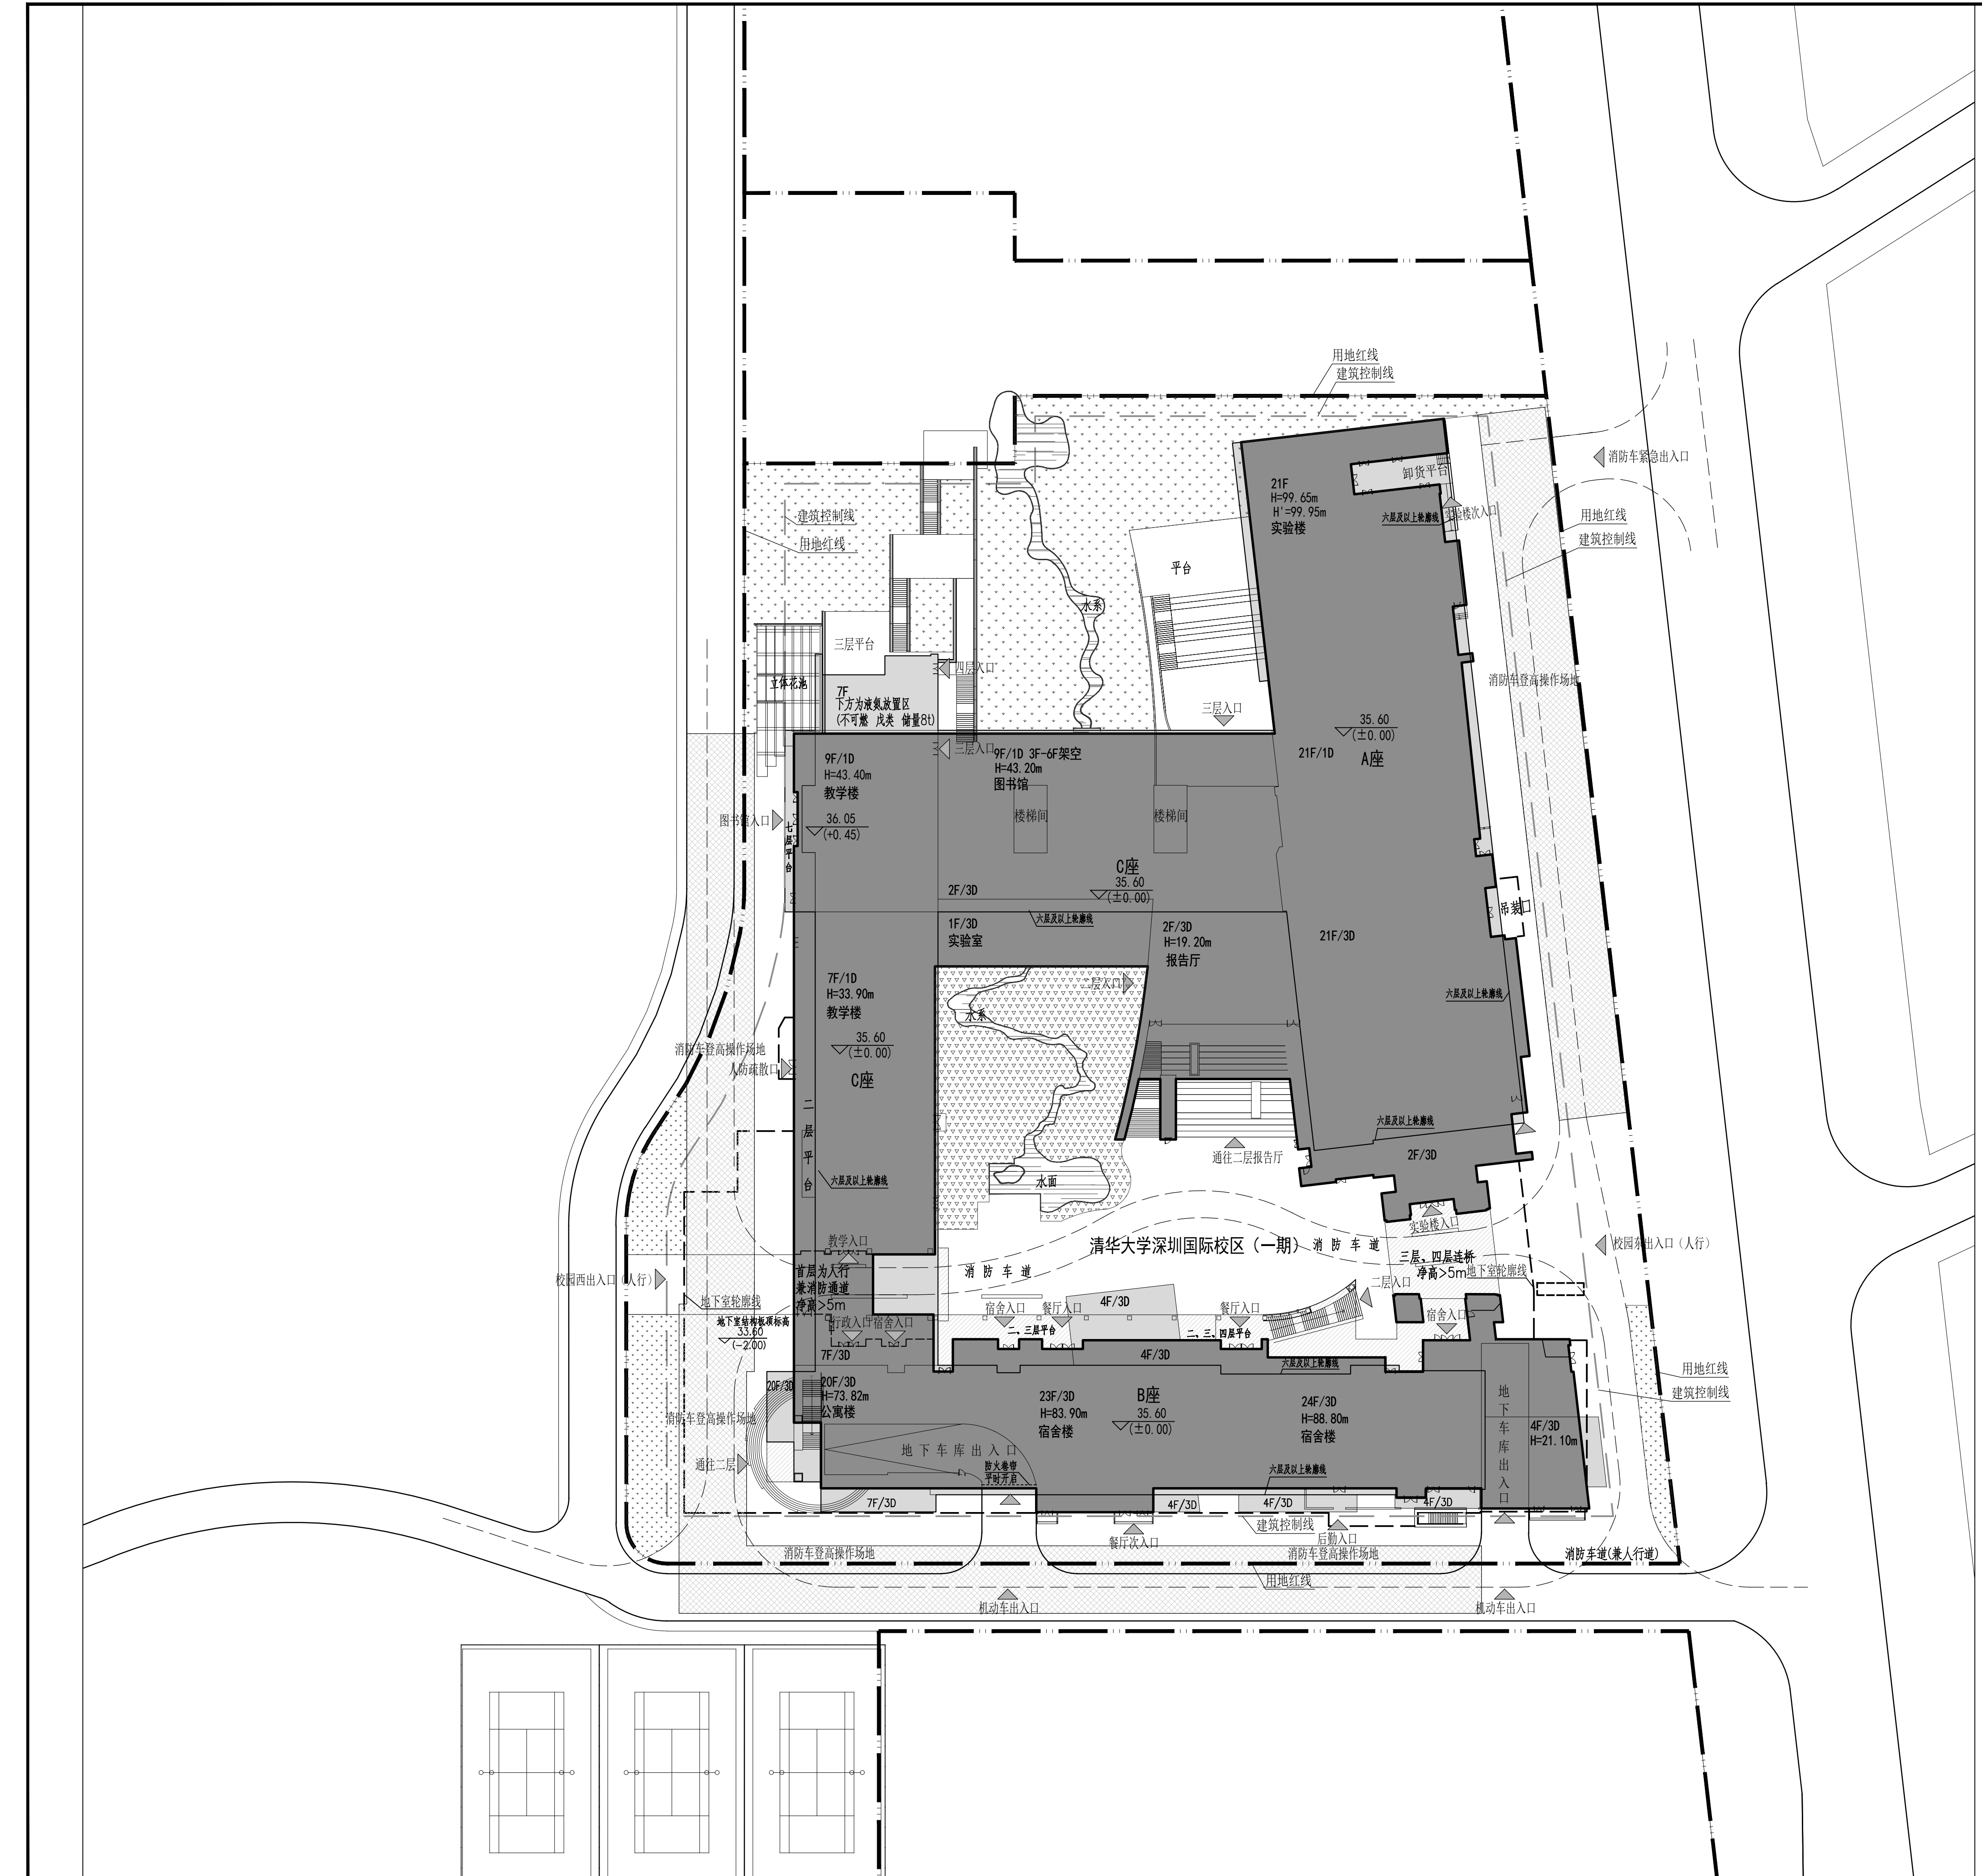 用地红线
建筑控制线
消防车紧急出入口
卸货平台
21F
H=99.65m
H'=99.95m
实验楼
六层及以上轮廓线
实验楼次入口
用地红线
建筑控制线
建筑控制线
用地红线
平台
水系
三层平台
四层入口
立体花池
7F
下方为液氮放置区
(不可燃 戊类 储量8t)
消防车登高操作场地
三层入口
35.60
(±0.00)
21F/1D
A座
三层入口
9F/1D
H=43.40m
教学楼
9F/1D 3F-6F架空
H=43.20m
图书馆
楼梯间
楼梯间
图书馆入口
36.05
(+0.45)
七层平台
C座
35.60
(±0.00)
2F/3D
六层及以上轮廓线
吊装口
1F/3D
实验室
2F/3D
H=19.20m
报告厅
21F/3D
7F/1D
H=33.90m
教学楼
二层入口
六层及以上轮廓线
水系
35.60
(±0.00)
C座
消防车登高操作场地
人防疏散口
二层平台
六层及以上轮廓线
六层及以上轮廓线
通往二层报告厅
2F/3D
水面
实验楼入口
教学入口
清华大学深圳国际校区（一期）
消防车道
校园东出入口（人行）
三层、四层连桥
净高>5m
地下室轮廓线
消防车道
首层为人行
兼消防通道
净高>5m
校园西出入口（人行）
地下室轮廓线
二层入口
4F/3D
宿舍入口
餐厅入口
餐厅入口
宿舍入口
地下室结构板顶标高
33.60
(-2.00)
行政入口
宿舍入口
二、三层平台
二、三、四层平台
7F/3D
4F/3D
六层及以上轮廓线
用地红线
建筑控制线
20F/3D
20F/3D
H=73.82m
公寓楼
23F/3D
H=83.90m
宿舍楼
B座
35.60
(±0.00)
24F/3D
H=88.80m
宿舍楼
地下车库出入口
4F/3D
H=21.10m
消防车登高操作场地
地下车库出入口
通往二层
防火卷帘
平时开启
六层及以上轮廓线
7F/3D
4F/3D
4F/3D
4F/3D
建筑控制线
餐厅次入口
后勤入口
消防车登高操作场地
消防车登高操作场地
消防车道(兼人行道)
用地红线
机动车出入口
机动车出入口